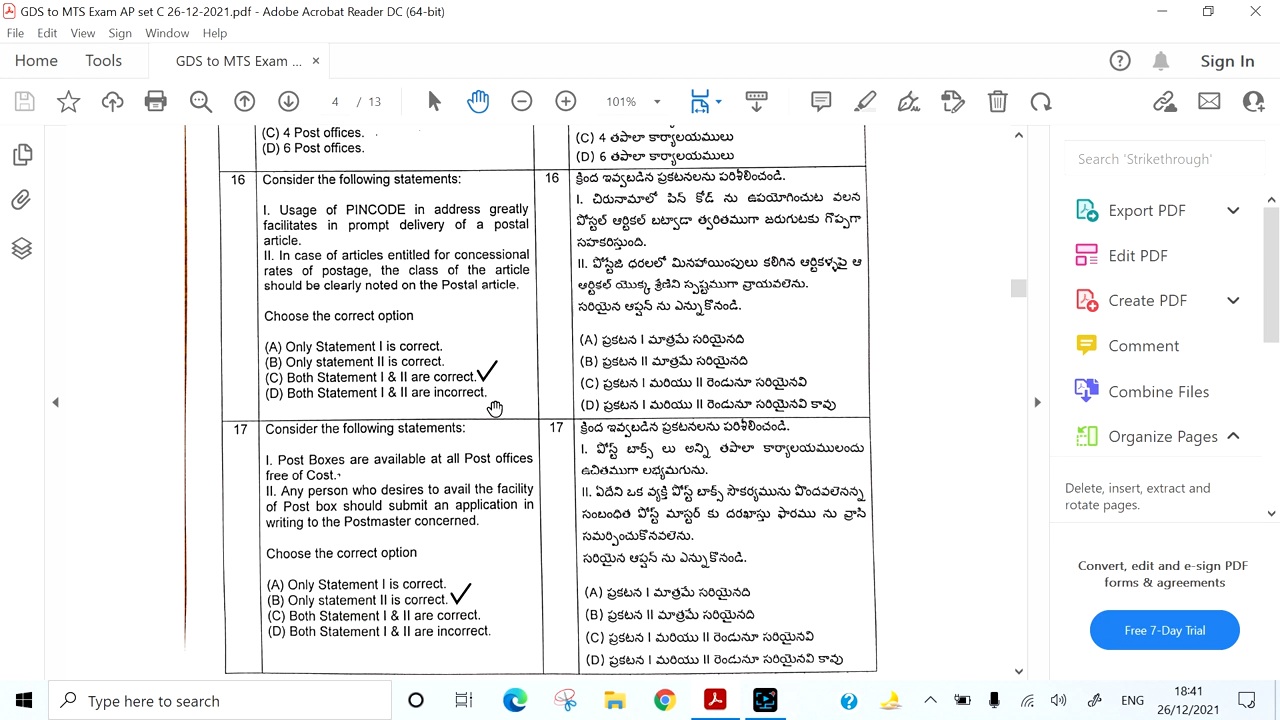 GDS to MTS Exam AP set C 26-12-2021.pdf - Adobe Acrobat Reader DC (64-bit)
File Edit View Sign Window Help
Home Tools GDS to MTS Exam ... × Sign In
4 / 13 101%
(C) 4 Post offices.
(D) 6 Post offices.
(C) 4 తపాలా కార్యాలయములు
(D) 6 తపాలా కార్యాలయములు
16 Consider the following statements:
I. Usage of PINCODE in address greatly
facilitates in prompt delivery of a postal
article.
II. In case of articles entitled for concessional
rates of postage, the class of the article
should be clearly noted on the Postal article.
Choose the correct option
(A) Only Statement I is correct.
(B) Only statement II is correct.
(C) Both Statement I & II are correct.
(D) Both Statement I & II are incorrect.
16 క్రింద ఇవ్వబడిన ప్రకటనలను పరిశీలించండి.
I. చిరునామాలో పిన్ కోడ్ ను ఉపయోగించుట వలన
పోస్టల్ ఆర్టికల్ బట్వాడా త్వరితముగా జరుగుటకు గొప్పగా
సహకరిస్తుంది.
II. పోస్టేజి ధరలలో మినహాయింపులు కలిగిన ఆర్టికళ్ళపై ఆ
ఆర్టికల్ యొక్క శ్రేణిని స్పష్టముగా వ్రాయవలెను.
సరియైన ఆప్షన్ ను ఎన్నుకొనండి.
(A) ప్రకటన I మాత్రమే సరియైనది
(B) ప్రకటన II మాత్రమే సరియైనది
(C) ప్రకటన I మరియు II రెండునూ సరియైనవి
(D) ప్రకటన I మరియు II రెండునూ సరియైనవి కావు
17 Consider the following statements:
I. Post Boxes are available at all Post offices
free of Cost.
II. Any person who desires to avail the facility
of Post box should submit an application in
writing to the Postmaster concerned.
Choose the correct option
(A) Only Statement I is correct.
(B) Only statement II is correct.
(C) Both Statement I & II are correct.
(D) Both Statement I & II are incorrect.
17 క్రింద ఇవ్వబడిన ప్రకటనలను పరిశీలించండి.
I. పోస్ట్ బాక్స్ లు అన్ని తపాలా కార్యాలయములందు
ఉచితముగా లభ్యమగును.
II. ఏదేని ఒక వ్యక్తి పోస్ట్ బాక్స్ సౌకర్యమును పొందవలెనన్న
సంబంధిత పోస్ట్ మాస్టర్ కు దరఖాస్తు ఫారము ను వ్రాసి
సమర్పించుకొనవలెను.
సరియైన ఆప్షన్ ను ఎన్నుకొనండి.
(A) ప్రకటన I మాత్రమే సరియైనది
(B) ప్రకటన II మాత్రమే సరియైనది
(C) ప్రకటన I మరియు II రెండునూ సరియైనవి
(D) ప్రకటన I మరియు II రెండునూ సరియైనవి కావు
Search 'Strikethrough'
Export PDF
Edit PDF
Create PDF
Comment
Combine Files
Organize Pages
Delete, insert, extract and
rotate pages.
Convert, edit and e-sign PDF
forms & agreements
Free 7-Day Trial
Type here to search
ENG
18:41
26/12/2021